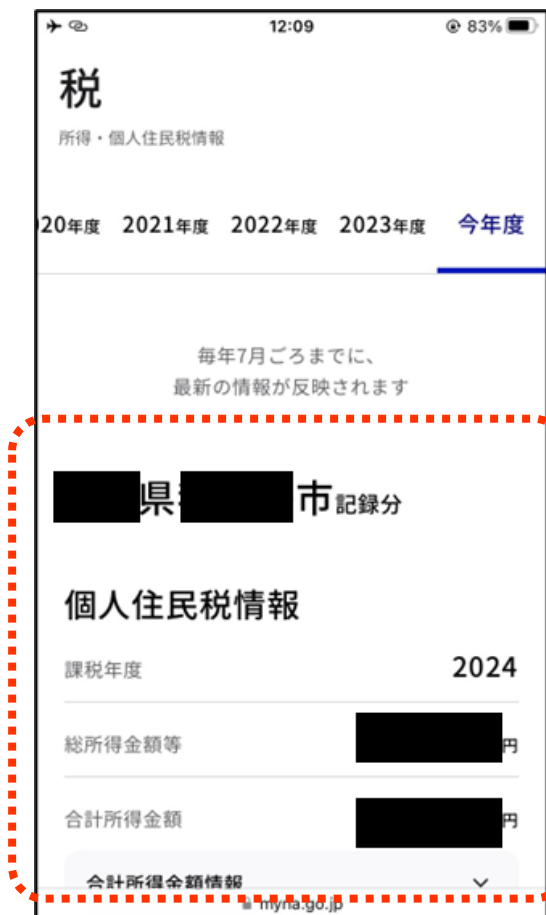 12:09 83%
税
所得・個人住民税情報
20年度 2021年度 2022年度 2023年度 今年度
毎年7月ごろまでに、
最新の情報が反映されます
県 市記録分
個人住民税情報
課税年度 2024
総所得金額等 円
合計所得金額 円
合計所得金額情報
myna.go.jp